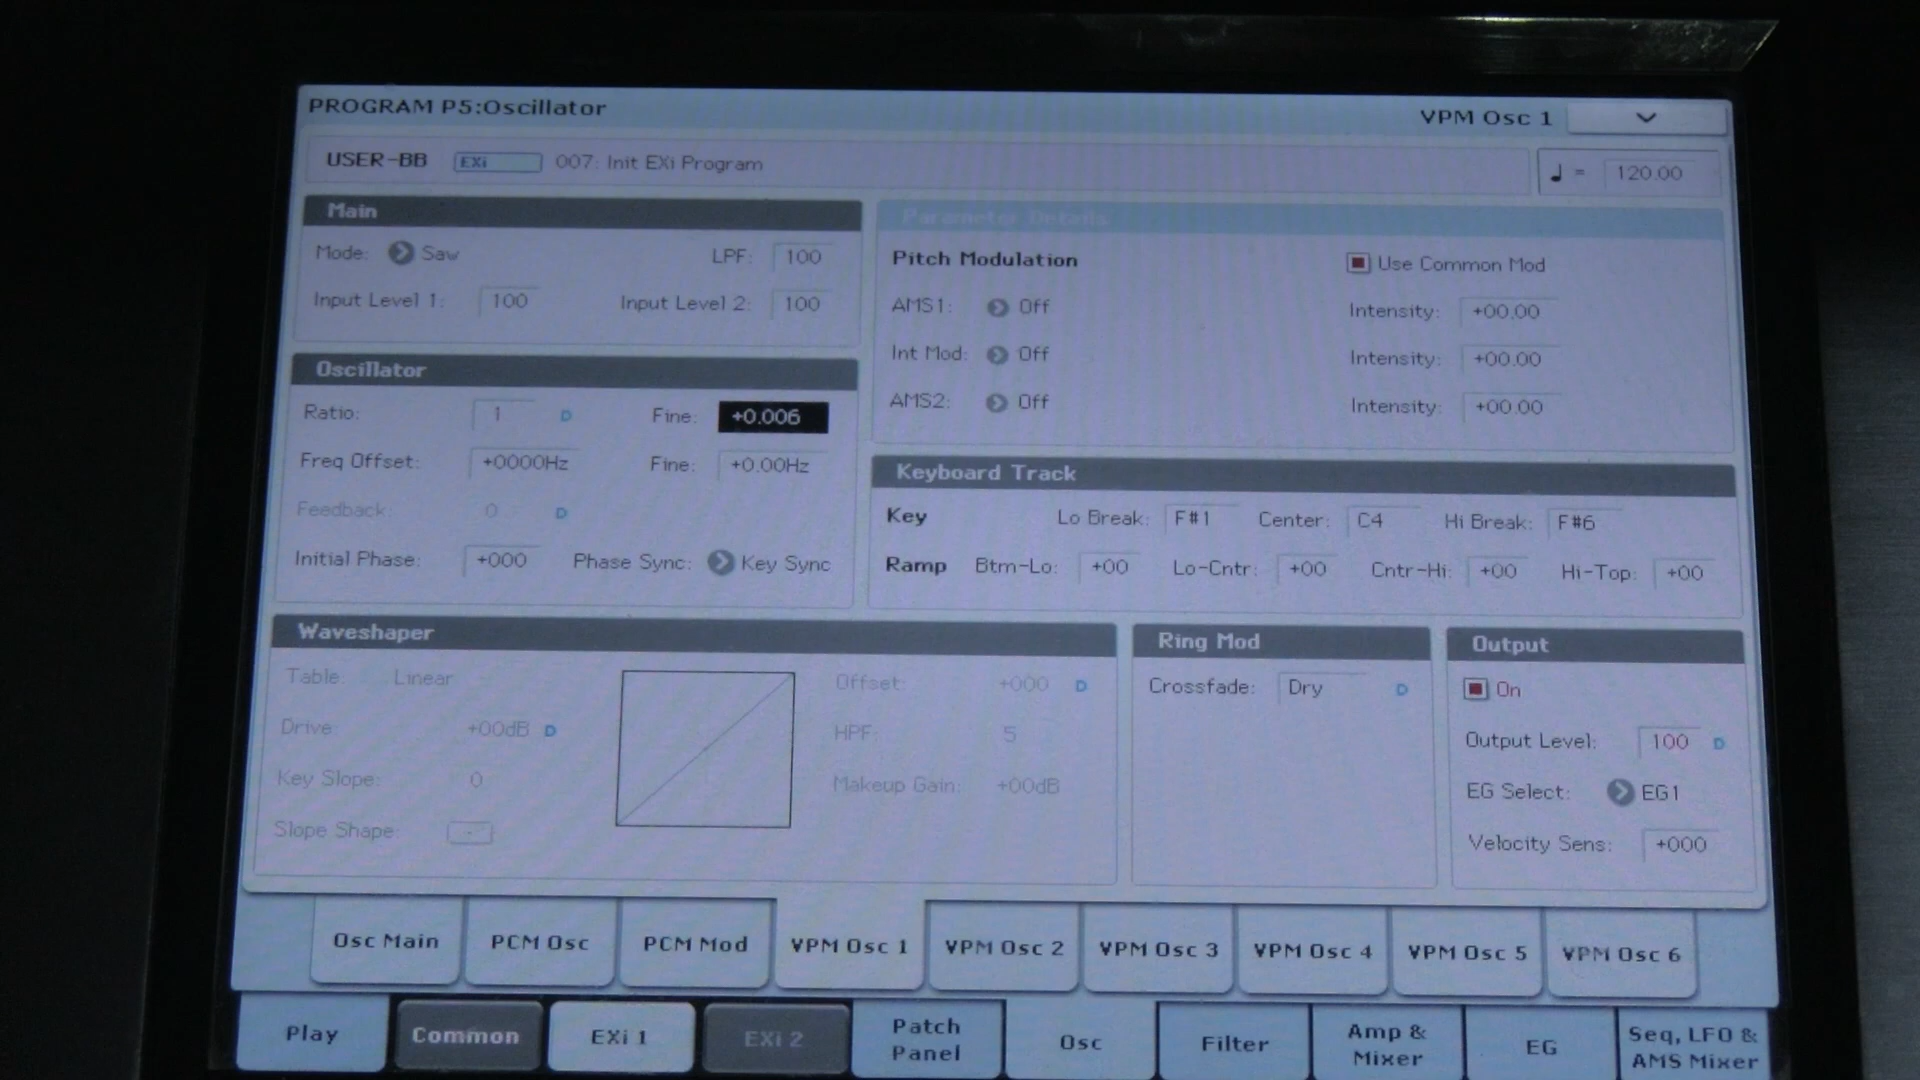 PROGRAM P5:Oscillator VPM Osc 1
USER-BB EXi 007: Init EXi Program ♩ = 120.00
Main
Mode: Saw LPF: 100
Input Level 1: 100 Input Level 2: 100
Parameter Details
Pitch Modulation Use Common Mod
AMS1: Off Intensity: +00.00
Int Mod: Off Intensity: +00.00
AMS2: Off Intensity: +00.00
Oscillator
Ratio: 1 D Fine: +0.006
Freq Offset: +0000Hz Fine: +0.00Hz
Feedback: 0 D
Initial Phase: +000 Phase Sync: Key Sync
Keyboard Track
Key Lo Break: F#1 Center: C4 Hi Break: F#6
Ramp Btm-Lo: +00 Lo-Cntr: +00 Cntr-Hi: +00 Hi-Top: +00
Waveshaper
Table: Linear
Drive: +00dB D
Key Slope: 0
Slope Shape: -
Offset: +000 D
HPF: 5
Makeup Gain: +00dB
Ring Mod
Crossfade: Dry D
Output
On
Output Level: 100 D
EG Select: EG1
Velocity Sens: +000
Osc Main PCM Osc PCM Mod VPM Osc 1 VPM Osc 2 VPM Osc 3 VPM Osc 4 VPM Osc 5 VPM Osc 6
Play Common EXi 1 EXi 2 Patch Panel Osc Filter Amp & Mixer EG Seq, LFO & AMS Mixer